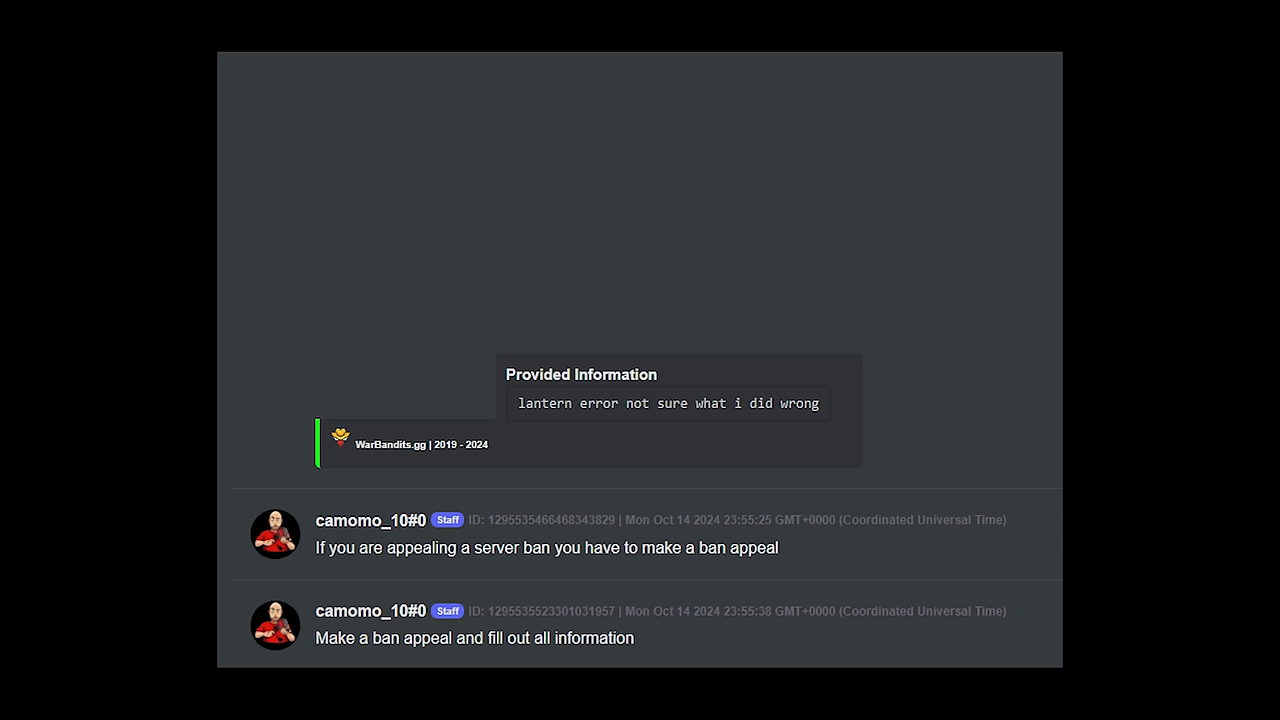 Provided Information
lantern error not sure what i did wrong
WarBandits.gg | 2019 - 2024
camomo_10#0 Staff ID: 1295535466468343829 | Mon Oct 14 2024 23:55:25 GMT+0000 (Coordinated Universal Time)
If you are appealing a server ban you have to make a ban appeal
camomo_10#0 Staff ID: 1295535523301031957 | Mon Oct 14 2024 23:55:38 GMT+0000 (Coordinated Universal Time)
Make a ban appeal and fill out all information